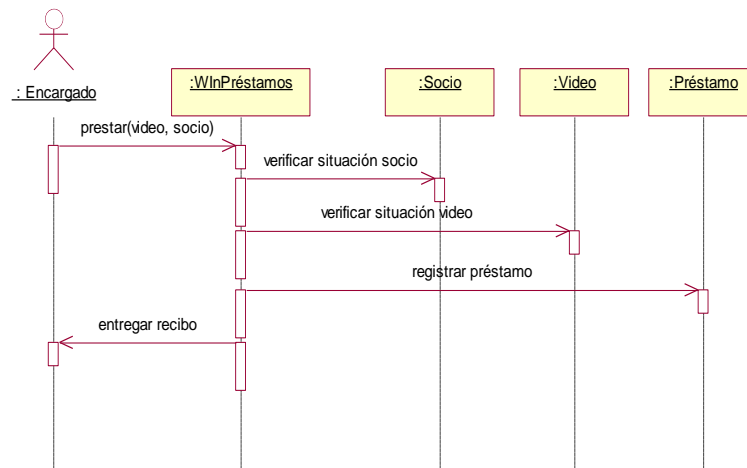 : Encargado
:WInPréstamos
:Socio
:Video
:Préstamo
prestar(video, socio)
verificar situación socio
verificar situación video
registrar préstamo
entregar recibo